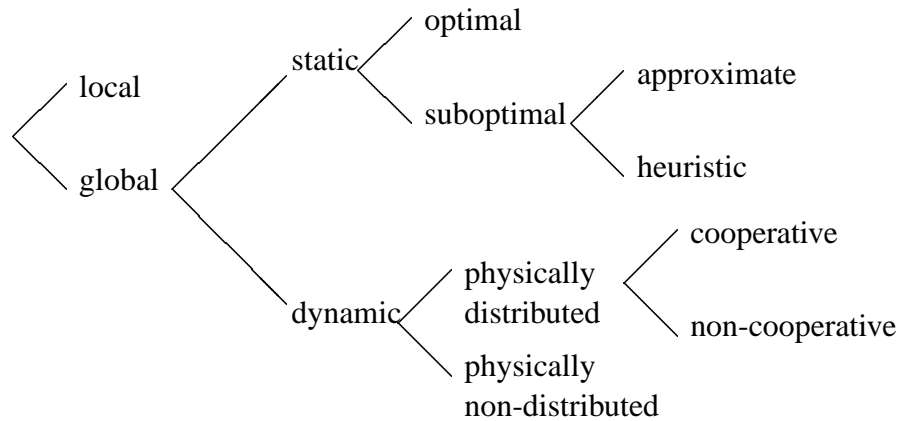 optimal
static
local
approximate
suboptimal
global
heuristic
cooperative
physically
distributed
dynamic
non-cooperative
physically
non-distributed